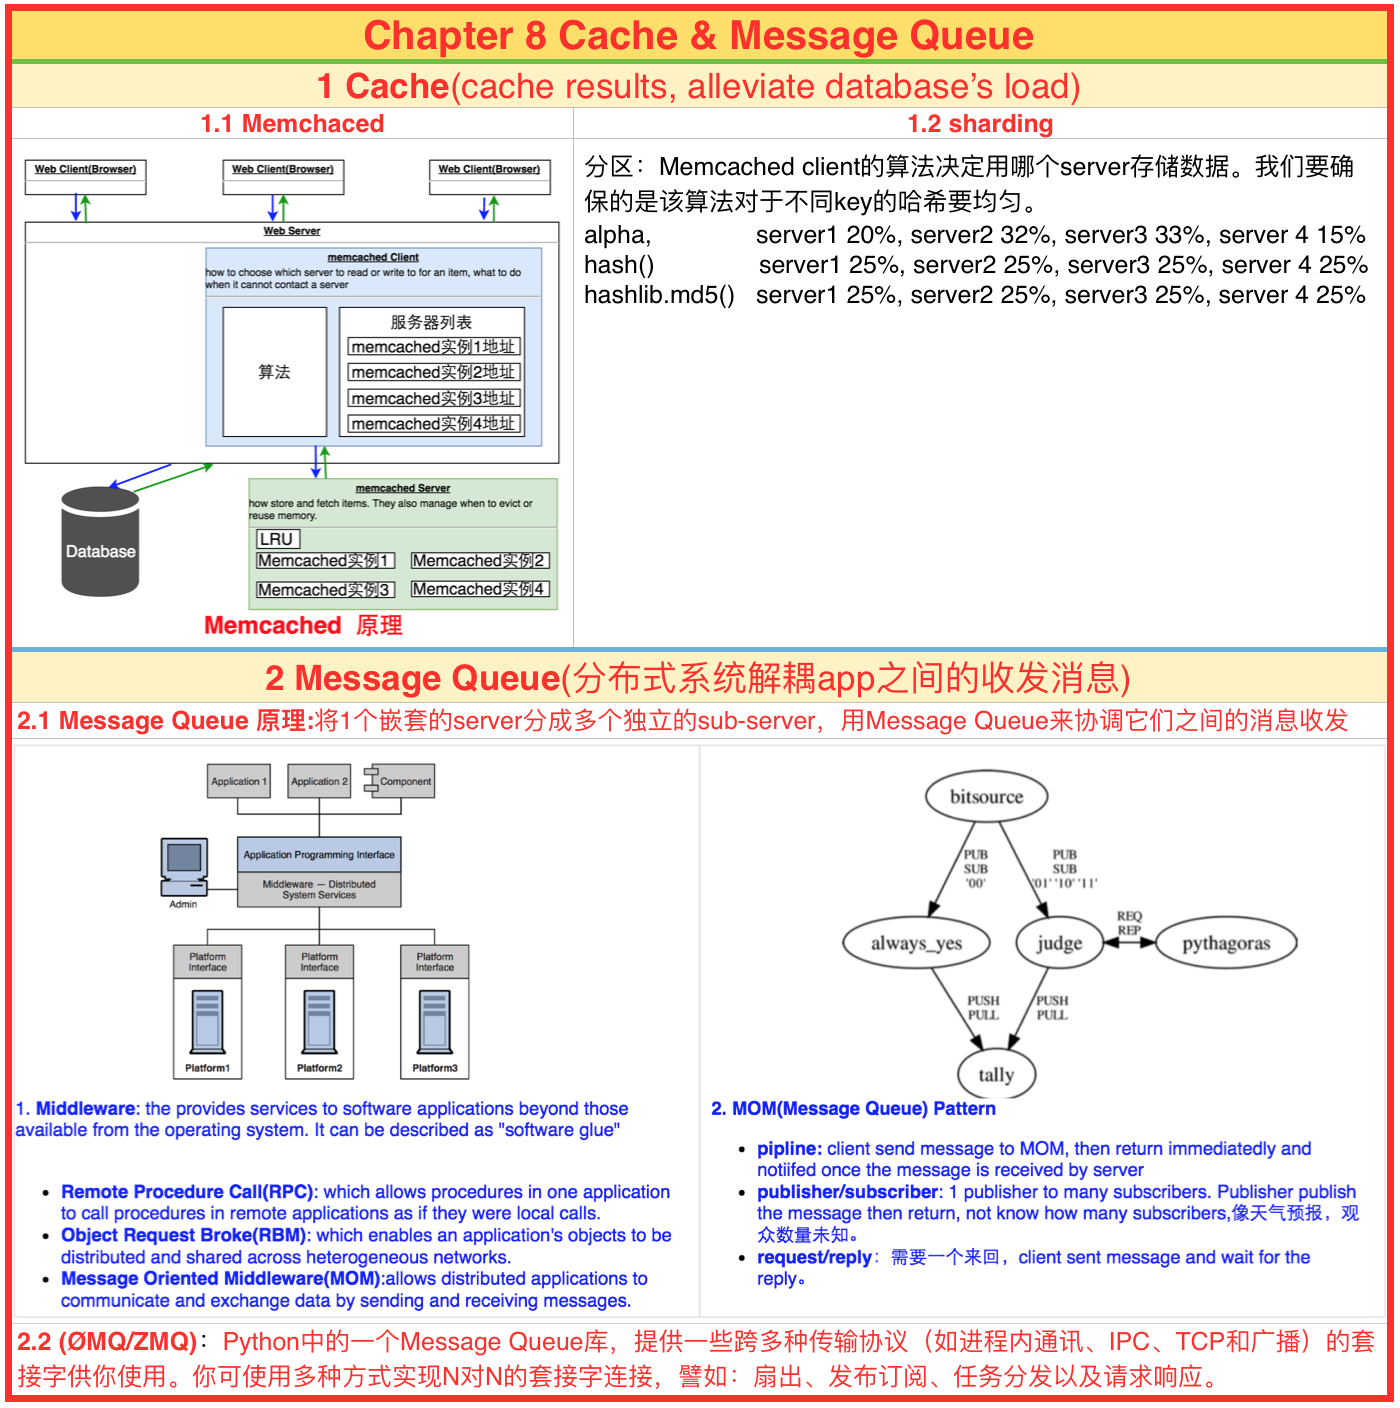 Chapter 8 Cache & Message Queue
1 Cache(cache results, alleviate database's load)
1.1 Memchaced
1.2 sharding
Web Client(Browser)
Web Client(Browser)
Web Client(Browser)
Web Server
memcached Client
how to choose which server to read or write to for an item, what to do
when it cannot contact a server
算法
服务器列表
memcached实例1地址
memcached实例2地址
memcached实例3地址
memcached实例4地址
Database
memcached Server
how store and fetch items. They also manage when to evict or
reuse memory.
LRU
Memcached实例1
Memcached实例2
Memcached实例3
Memcached实例4
Memcached 原理
分区：Memcached client的算法决定用哪个server存储数据。我们要确
保的是该算法对于不同key的哈希要均匀。
alpha, server1 20%, server2 32%, server3 33%, server 4 15%
hash() server1 25%, server2 25%, server3 25%, server 4 25%
hashlib.md5() server1 25%, server2 25%, server3 25%, server 4 25%
2 Message Queue(分布式系统解耦app之间的收发消息)
2.1 Message Queue 原理:将1个嵌套的server分成多个独立的sub-server，用Message Queue来协调它们之间的消息收发
Application 1
Application 2
Component
Application Programming Interface
Middleware — Distributed
System Services
Admin
Platform
Interface
Platform
Interface
Platform
Interface
Platform1
Platform2
Platform3
1. Middleware: the provides services to software applications beyond those
available from the operating system. It can be described as "software glue"
• Remote Procedure Call(RPC): which allows procedures in one application
to call procedures in remote applications as if they were local calls.
• Object Request Broke(RBM): which enables an application's objects to be
distributed and shared across heterogeneous networks.
• Message Oriented Middleware(MOM):allows distributed applications to
communicate and exchange data by sending and receiving messages.
bitsource
PUB
SUB
'00'
PUB
SUB
'01' '10' '11'
always_yes
judge
REQ
REP
pythagoras
PUSH
PULL
PUSH
PULL
tally
2. MOM(Message Queue) Pattern
• pipline: client send message to MOM, then return immediatedly and
notiifed once the message is received by server
• publisher/subscriber: 1 publisher to many subscribers. Publisher publish
the message then return, not know how many subscribers,像天气预报，观
众数量未知。
• request/reply：需要一个来回，client sent message and wait for the
reply。
2.2 (ØMQ/ZMQ)：Python中的一个Message Queue库，提供一些跨多种传输协议（如进程内通讯、IPC、TCP和广播）的套
接字供你使用。你可使用多种方式实现N对N的套接字连接，譬如：扇出、发布订阅、任务分发以及请求响应。